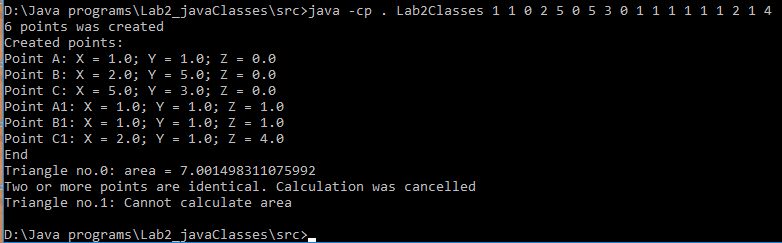 D:\Java programs\Lab2_javaClasses\src>java -cp . Lab2Classes 1 1 0 2 5 0 5 3 0 1 1 1 1 1 1 2 1 4
6 points was created
Created points:
Point A: X = 1.0; Y = 1.0; Z = 0.0
Point B: X = 2.0; Y = 5.0; Z = 0.0
Point C: X = 5.0; Y = 3.0; Z = 0.0
Point A1: X = 1.0; Y = 1.0; Z = 1.0
Point B1: X = 1.0; Y = 1.0; Z = 1.0
Point C1: X = 2.0; Y = 1.0; Z = 4.0
End
Triangle no.0: area = 7.001498311075992
Two or more points are identical. Calculation was cancelled
Triangle no.1: Cannot calculate area
D:\Java programs\Lab2_javaClasses\src>